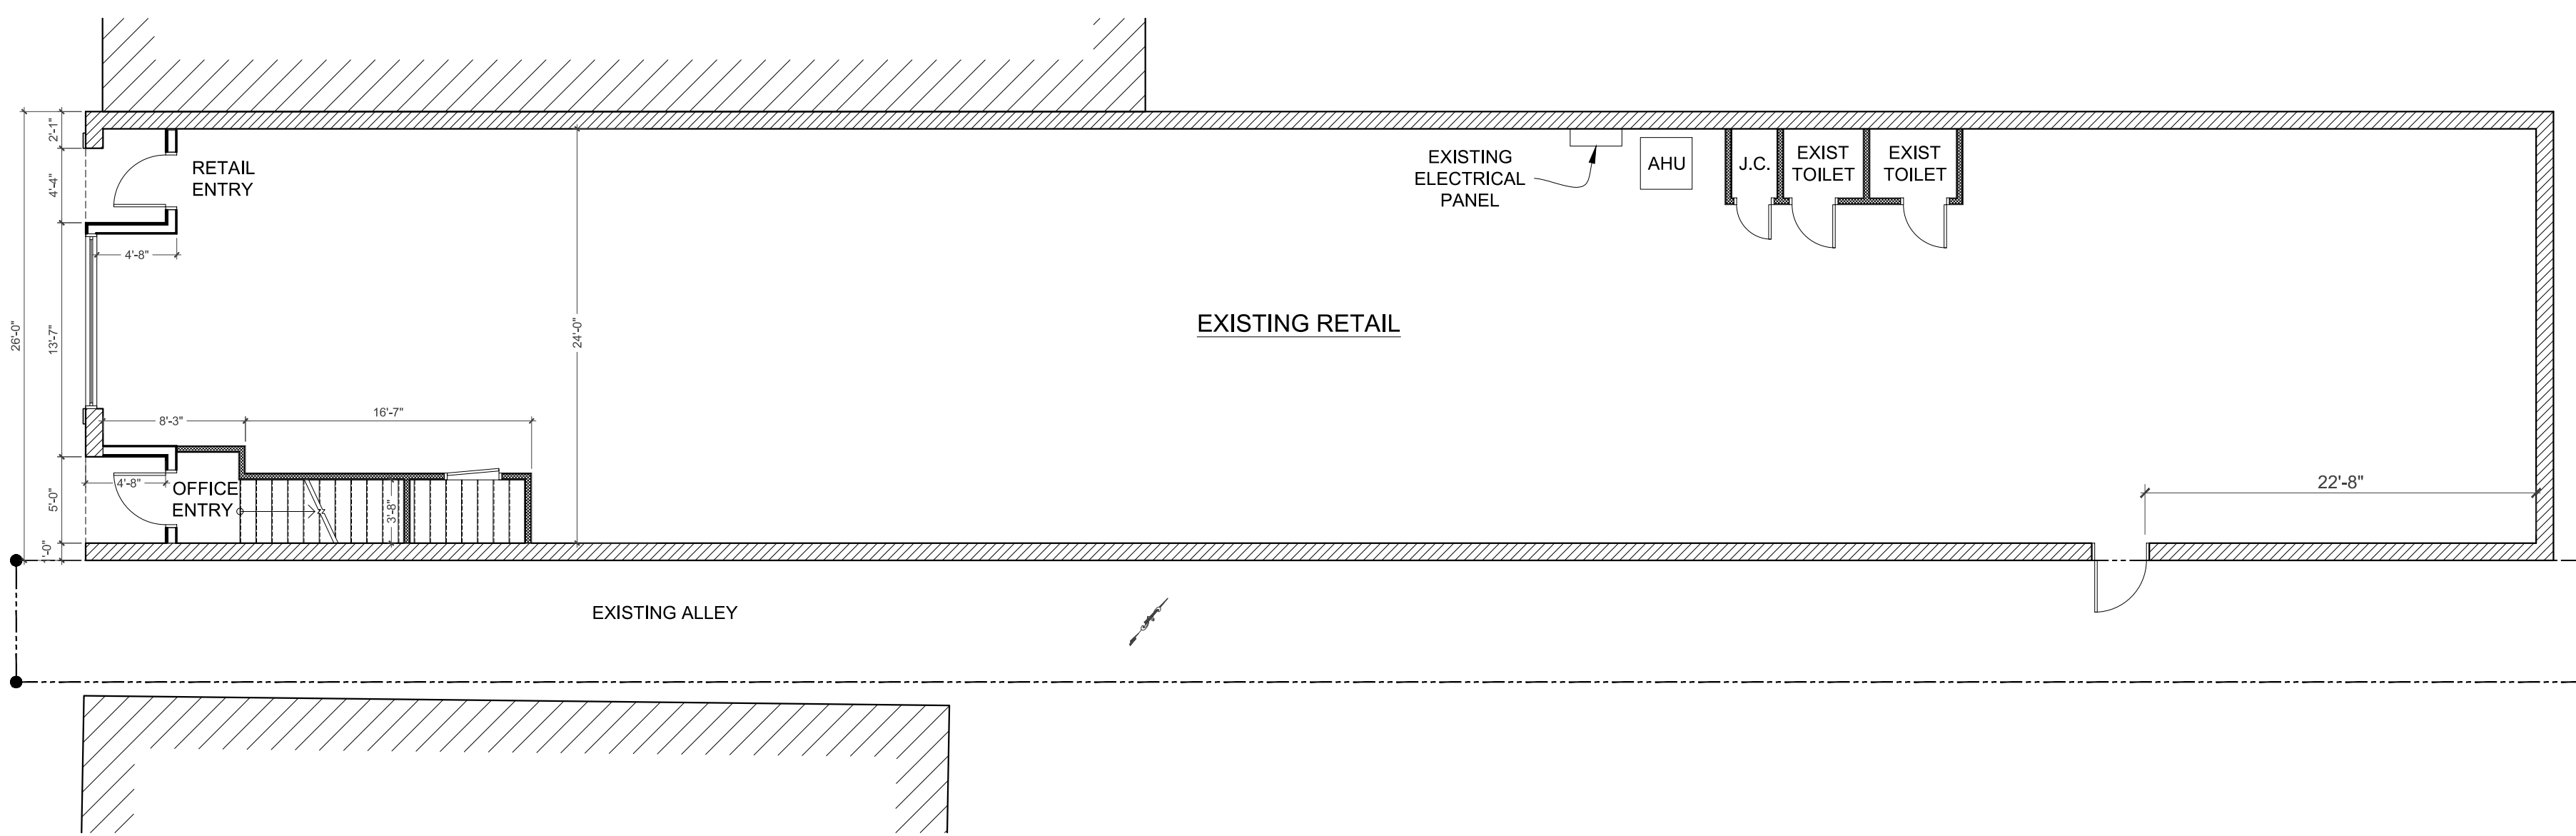 RETAIL
ENTRY
EXISTING
ELECTRICAL
PANEL
AHU
J.C.
EXIST
TOILET
EXIST
TOILET
2'-1"
4'-4"
4'-8"
26'-0"
13'-7"
24'-0"
EXISTING RETAIL
8'-3"
16'-7"
4'-8"
OFFICE
ENTRY
3'-8"
5'-0"
22'-8"
'-0"
EXISTING ALLEY